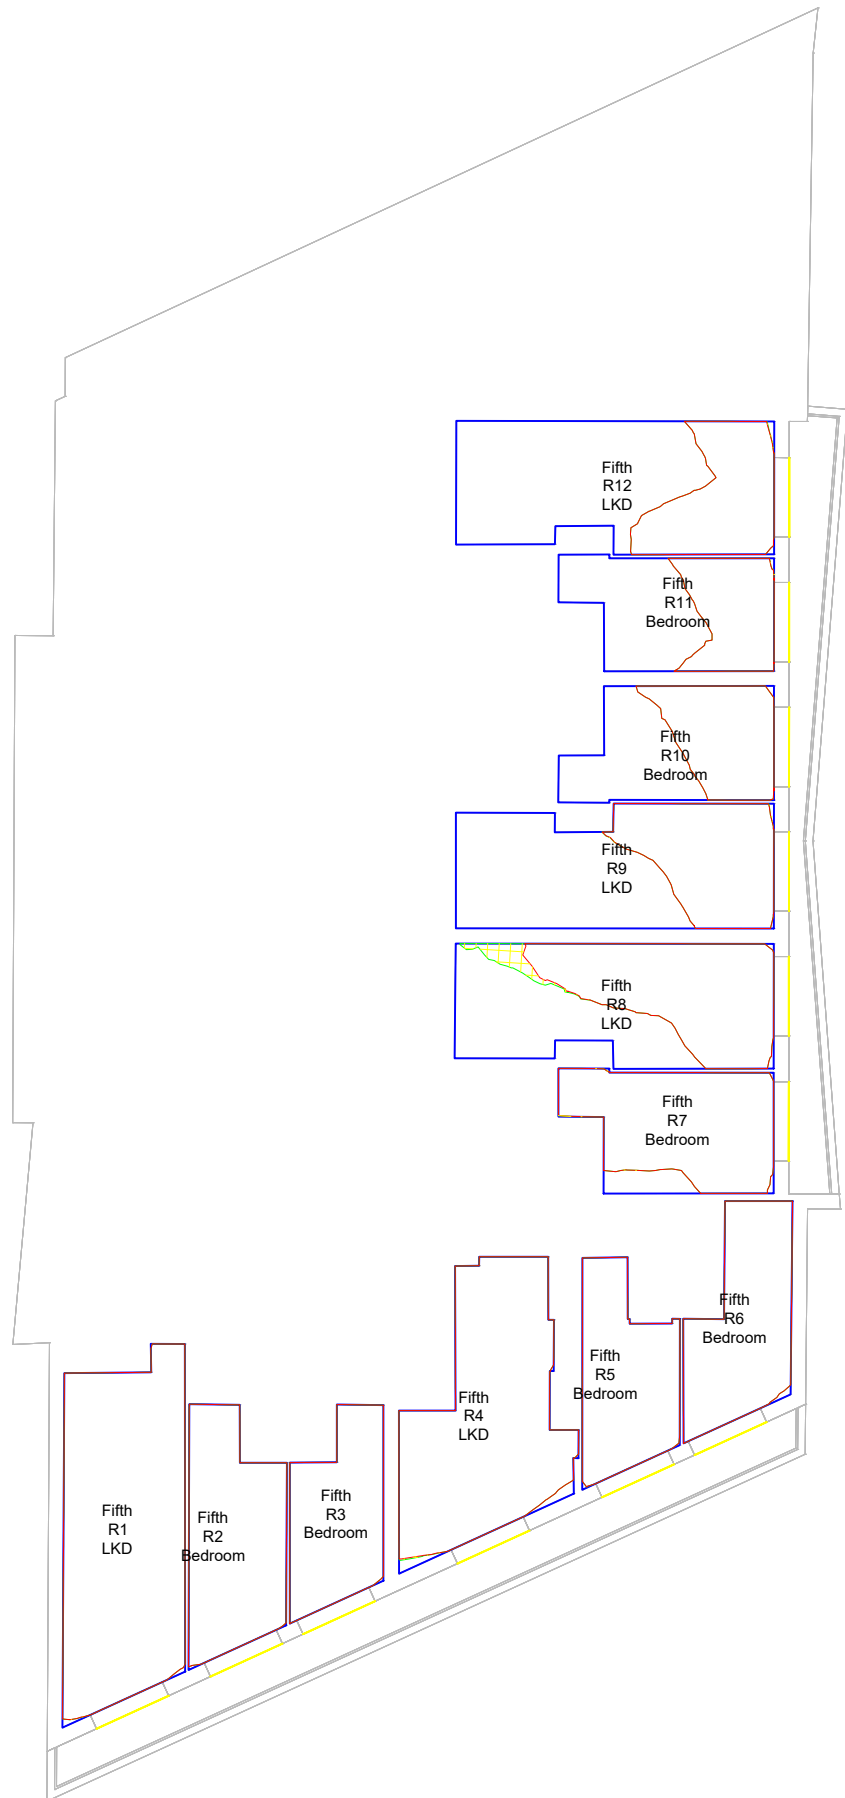 Fifth
R12
LKD
Fifth
R11
Bedroom
Fifth
R10
Bedroom
Fifth
R9
LKD
Fifth
R8
LKD
Fifth
R7
Bedroom
Fifth
R6
Bedroom
Fifth
R5
Bedroom
Fifth
R4
LKD
Fifth
R3
Bedroom
Fifth
R2
Bedroom
Fifth
R1
LKD